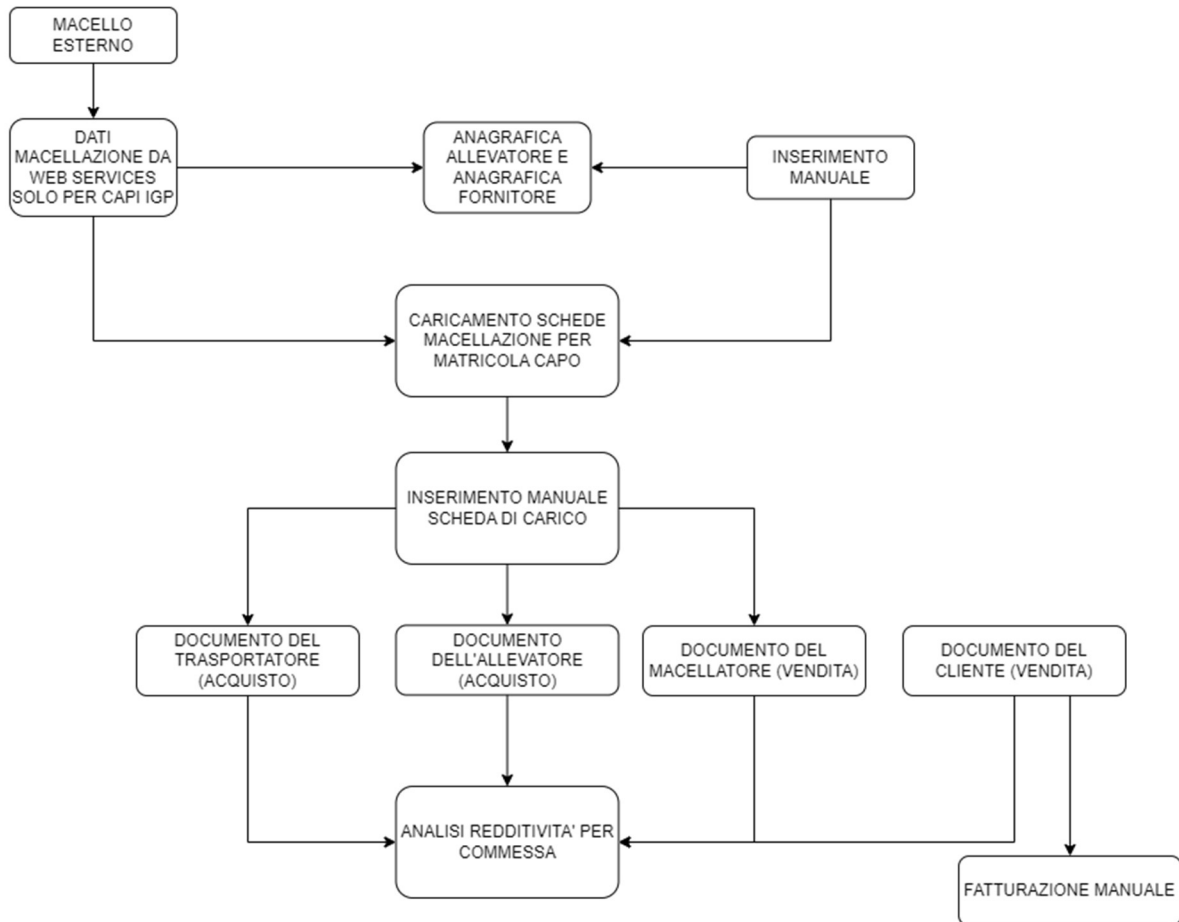 MACELLO
ESTERNO
DATI
MACELLAZIONE DA
WEB SERVICES
SOLO PER CAPI IGP
ANAGRAFICA
ALLEVATORE E
ANAGRAFICA
FORNITORE
INSERIMENTO
MANUALE
CARICAMENTO SCHEDE
MACELLAZIONE PER
MATRICOLA CAPO
INSERIMENTO MANUALE
SCHEDA DI CARICO
DOCUMENTO DEL
TRASPORTATORE
(ACQUISTO)
DOCUMENTO
DELL'ALLEVATORE
(ACQUISTO)
DOCUMENTO DEL
MACELLATORE (VENDITA)
DOCUMENTO DEL
CLIENTE (VENDITA)
ANALISI REDDITIVITA' PER
COMMESSA
FATTURAZIONE MANUALE